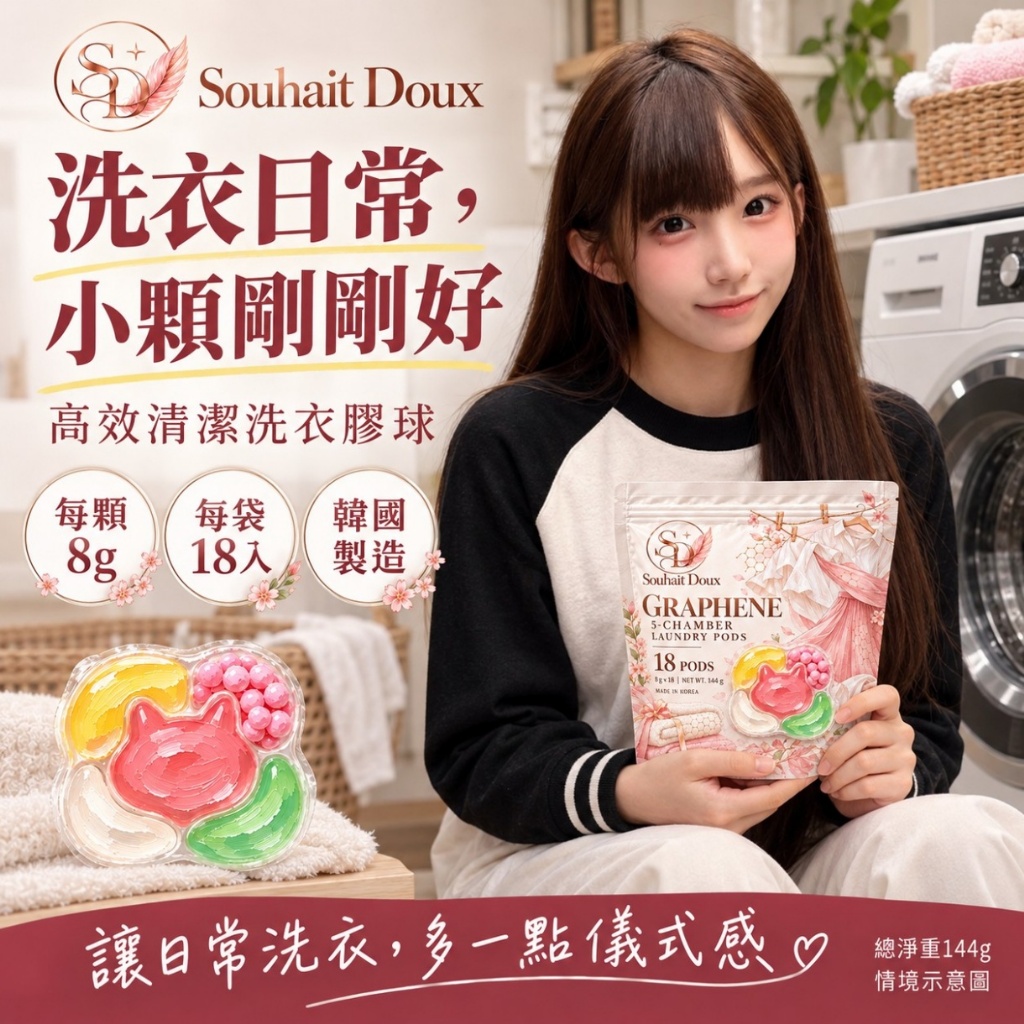 SD
Souhait Doux
洗衣日常，
小顆剛剛好
高效清潔洗衣膠球
每顆
8g
每袋
18入
韓國
製造
SD
Souhait Doux
GRAPHENE
5-CHAMBER
LAUNDRY PODS
18 PODS
8g x 18 | NET WT. 144 g
MADE IN KOREA
讓日常洗衣，多一點儀式感
總淨重144g
情境示意圖